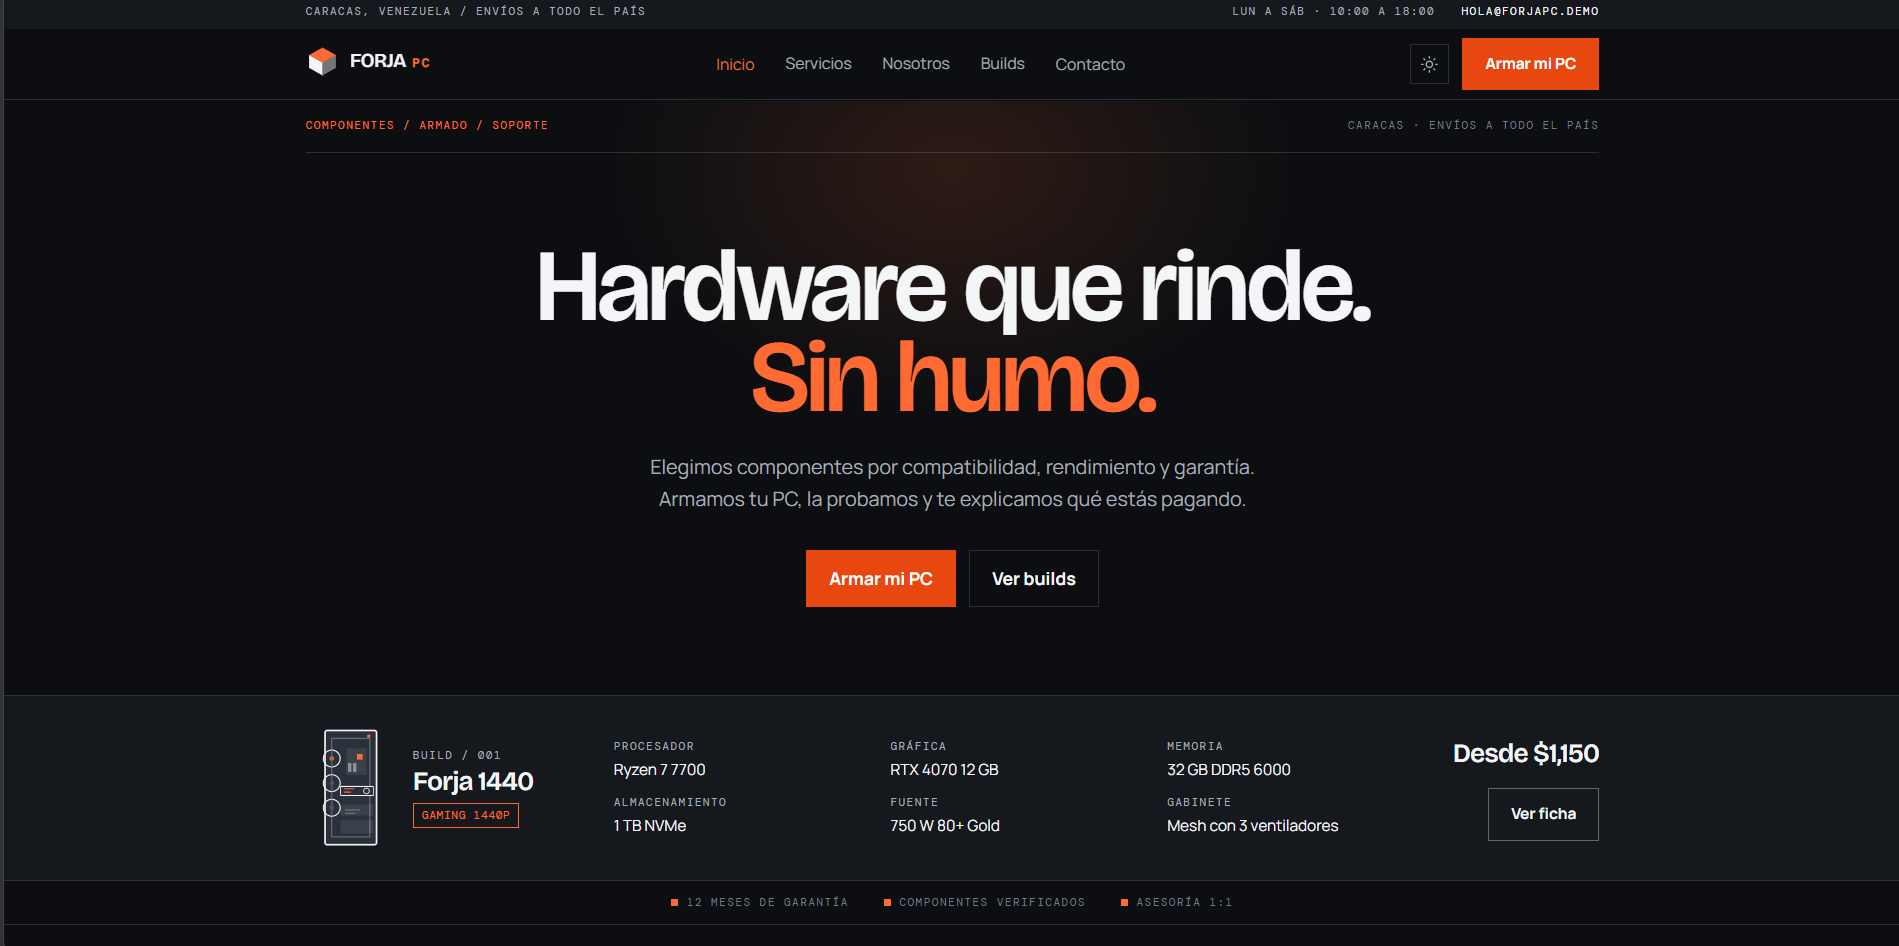 CARACAS, VENEZUELA / ENVÍOS A TODO EL PAÍS
LUN A SÁB · 10:00 A 18:00
HOLA@FORJAPC.DEMO
FORJA PC
Inicio
Servicios
Nosotros
Builds
Contacto
Armar mi PC
COMPONENTES / ARMADO / SOPORTE
CARACAS · ENVÍOS A TODO EL PAÍS
Hardware que rinde.
Sin humo.
Elegimos componentes por compatibilidad, rendimiento y garantía.
Armamos tu PC, la probamos y te explicamos qué estás pagando.
Armar mi PC
Ver builds
BUILD / 001
Forja 1440
GAMING 1440P
PROCESADOR
Ryzen 7 7700
GRÁFICA
RTX 4070 12 GB
MEMORIA
32 GB DDR5 6000
ALMACENAMIENTO
1 TB NVMe
FUENTE
750 W 80+ Gold
GABINETE
Mesh con 3 ventiladores
Desde $1,150
Ver ficha
12 MESES DE GARANTÍA
COMPONENTES VERIFICADOS
ASESORÍA 1:1